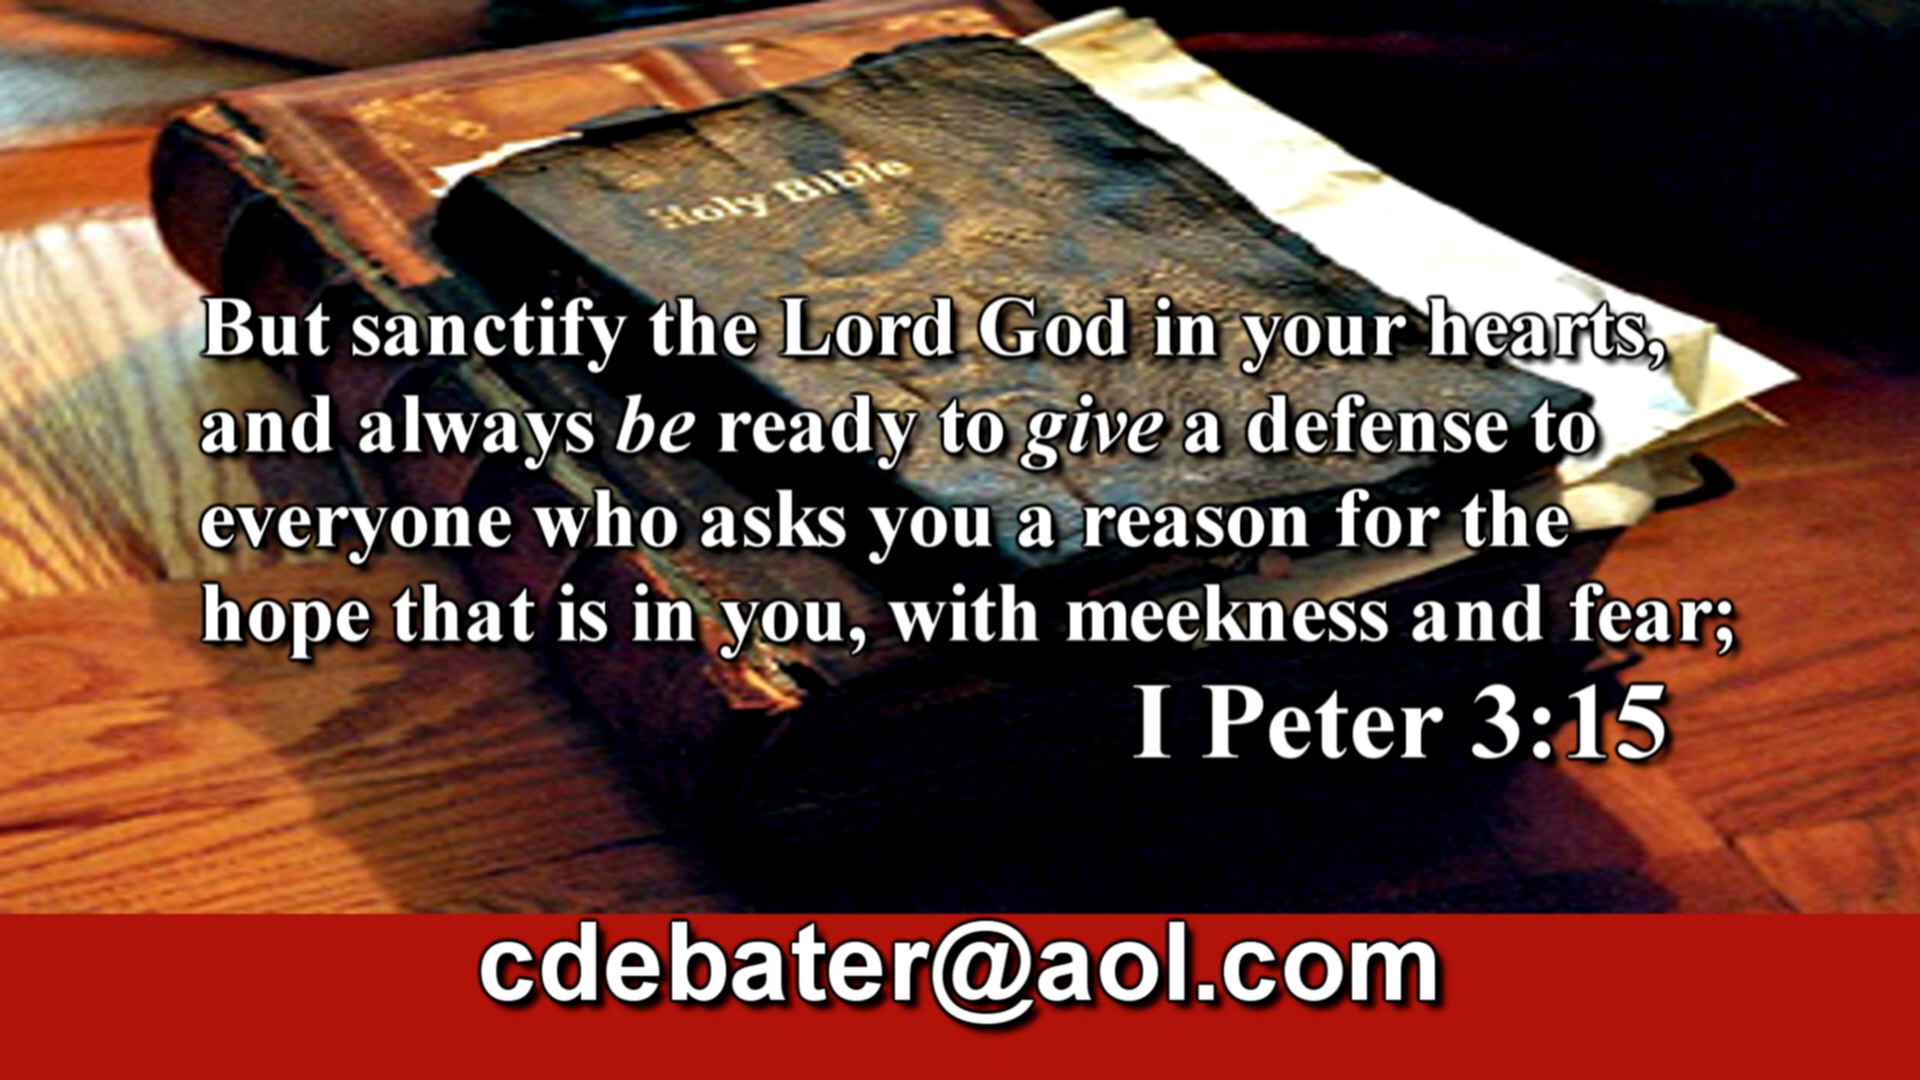 Holy Bible
But sanctify the Lord God in your hearts,
and always be ready to give a defense to
everyone who asks you a reason for the
hope that is in you, with meekness and fear;
I Peter 3:15
cdebater@aol.com